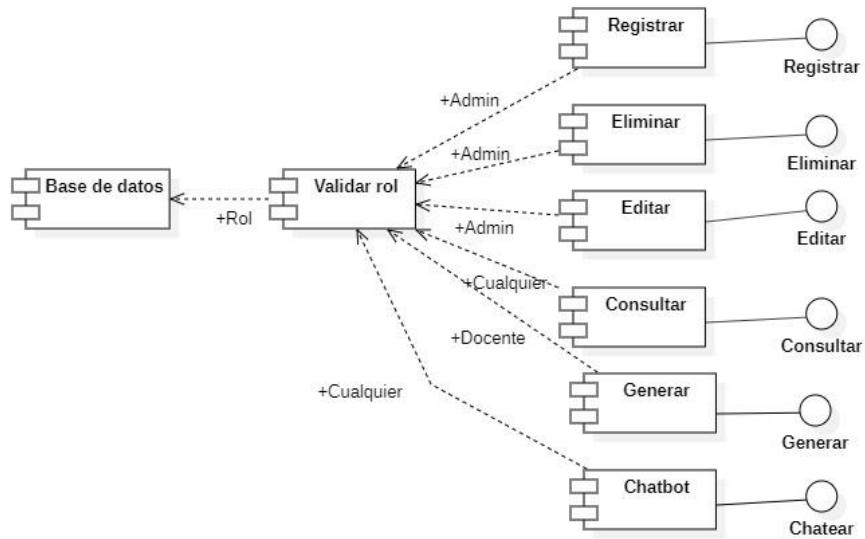 Registrar
Registrar
+Admin
Eliminar
+Admin
Eliminar
Base de datos
Validar rol
+Rol
Editar
+Admin
Editar
+Cualquier
Consultar
+Docente
Consultar
+Cualquier
Generar
Generar
Chatbot
Chatear